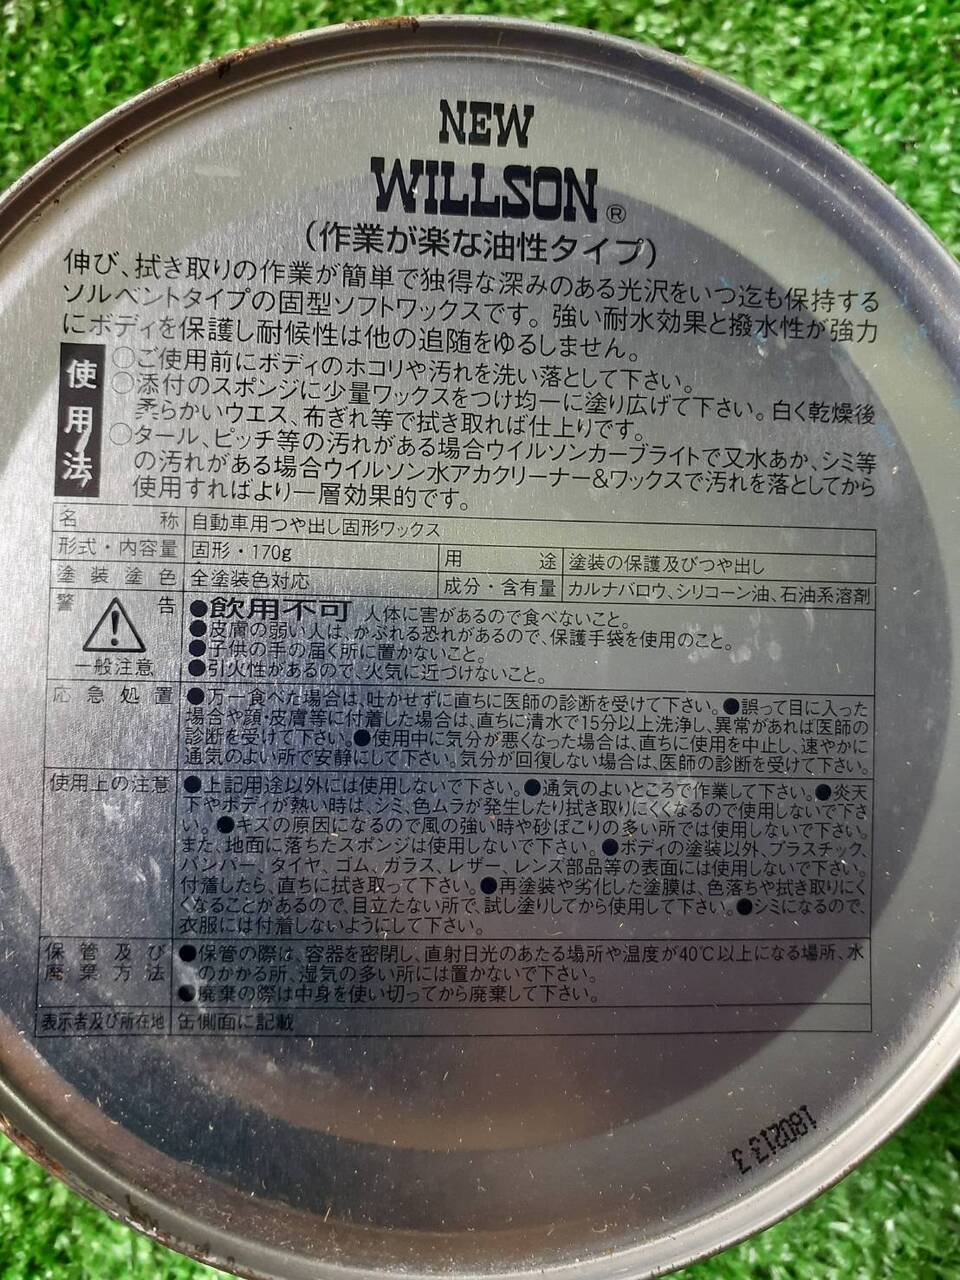 NEW
WILLSON®
(作業が楽な油性タイプ)
伸び、拭き取りの作業が簡単で独得な深みのある光沢をいつ迄も保持する
ソルベントタイプの固型ソフトワックスです。強い耐水効果と撥水性が強力
にボディを保護し耐候性は他の追随をゆるしません。
使用法
○ご使用前にボディのホコリや汚れを洗い落として下さい。
○添付のスポンジに少量ワックスをつけ均一に塗り広げて下さい。白く乾燥後
柔らかいウエス、布ぎれ等で拭き取れば仕上りです。
○タール、ピッチ等の汚れがある場合ウイルソンカーブライトで又水あか、シミ等
の汚れがある場合ウイルソン水アカクリーナー&ワックスで汚れを落としてから
使用すればより一層効果的です。
名称 自動車用つや出し固形ワックス
形式・内容量 固形・170g 用途 塗装の保護及びつや出し
塗装塗色 全塗装色対応 成分・含有量 カルナバロウ、シリコーン油、石油系溶剤
警告 ●飲用不可 人体に害があるので食べないこと。
●皮膚の弱い人は、かぶれる恐れがあるので、保護手袋を使用のこと。
●子供の手の届く所に置かないこと。
一般注意 ●引火性があるので、火気に近づけないこと。
応急処置 ●万一食べた場合は、吐かせずに直ちに医師の診断を受けて下さい。●誤って目に入った
場合や顔・皮膚等に付着した場合は、直ちに清水で15分以上洗浄し、異常があれば医師の
診断を受けて下さい。●使用中に気分が悪くなった場合は、直ちに使用を中止し、速やかに
通気のよい所で安静にして下さい。気分が回復しない場合は、医師の診断を受けて下さい。
使用上の注意 ●上記用途以外には使用しないで下さい。●通気のよいところで作業して下さい。●炎天
下やボディが熱い時は、シミ、色ムラが発生したり拭き取りにくくなるので使用しないで下さ
い。●キズの原因になるので風の強い時や砂ぼこりの多い所では使用しないで下さい。
また、地面に落ちたスポンジは使用しないで下さい。●ボディの塗装以外、プラスチック、
バンパー、タイヤ、ゴム、ガラス、レザー、レンズ部品等の表面には使用しないで下さい。
付着したら、直ちに拭き取って下さい。●再塗装や劣化した塗膜は、色落ちや拭き取りにく
くなることがあるので、目立たない所で、試し塗りしてから使用して下さい。●シミになるので、
衣服には付着しないようにして下さい。
保管及び ●保管の際は、容器を密閉し、直射日光のあたる場所や温度が40℃以上になる場所、水
廃棄方法 のかかる所、湿気の多い所には置かないで下さい。
●廃棄の際は中身を使い切ってから廃棄して下さい。
表示者及び所在地 缶側面に記載
180213 3